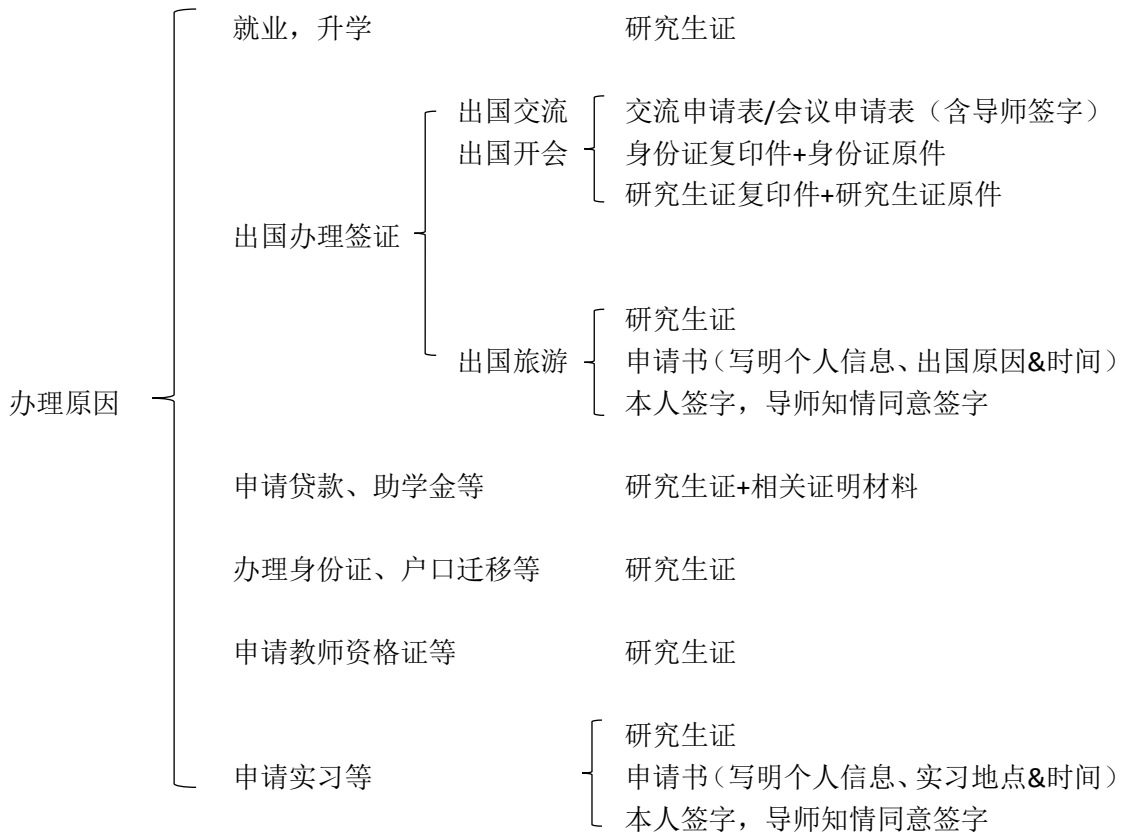 就业，升学 研究生证
出国交流 交流申请表/会议申请表（含导师签字）
出国开会 身份证复印件+身份证原件
研究生证复印件+研究生证原件
出国办理签证
研究生证
出国旅游 申请书（写明个人信息、出国原因&时间）
办理原因 本人签字，导师知情同意签字
申请贷款、助学金等 研究生证+相关证明材料
办理身份证、户口迁移等 研究生证
申请教师资格证等 研究生证
研究生证
申请实习等 申请书（写明个人信息、实习地点&时间）
本人签字，导师知情同意签字